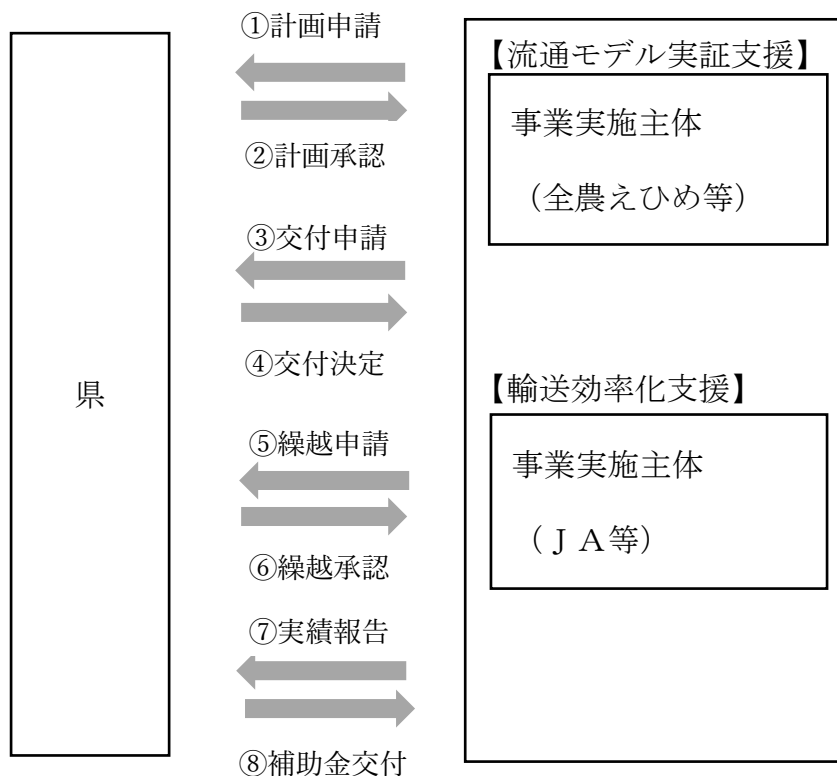 県
①計画申請
②計画承認
③交付申請
④交付決定
⑤繰越申請
⑥繰越承認
⑦実績報告
⑧補助金交付
【流通モデル実証支援】
事業実施主体
（全農えひめ等）
【輸送効率化支援】
事業実施主体
（ＪＡ等）